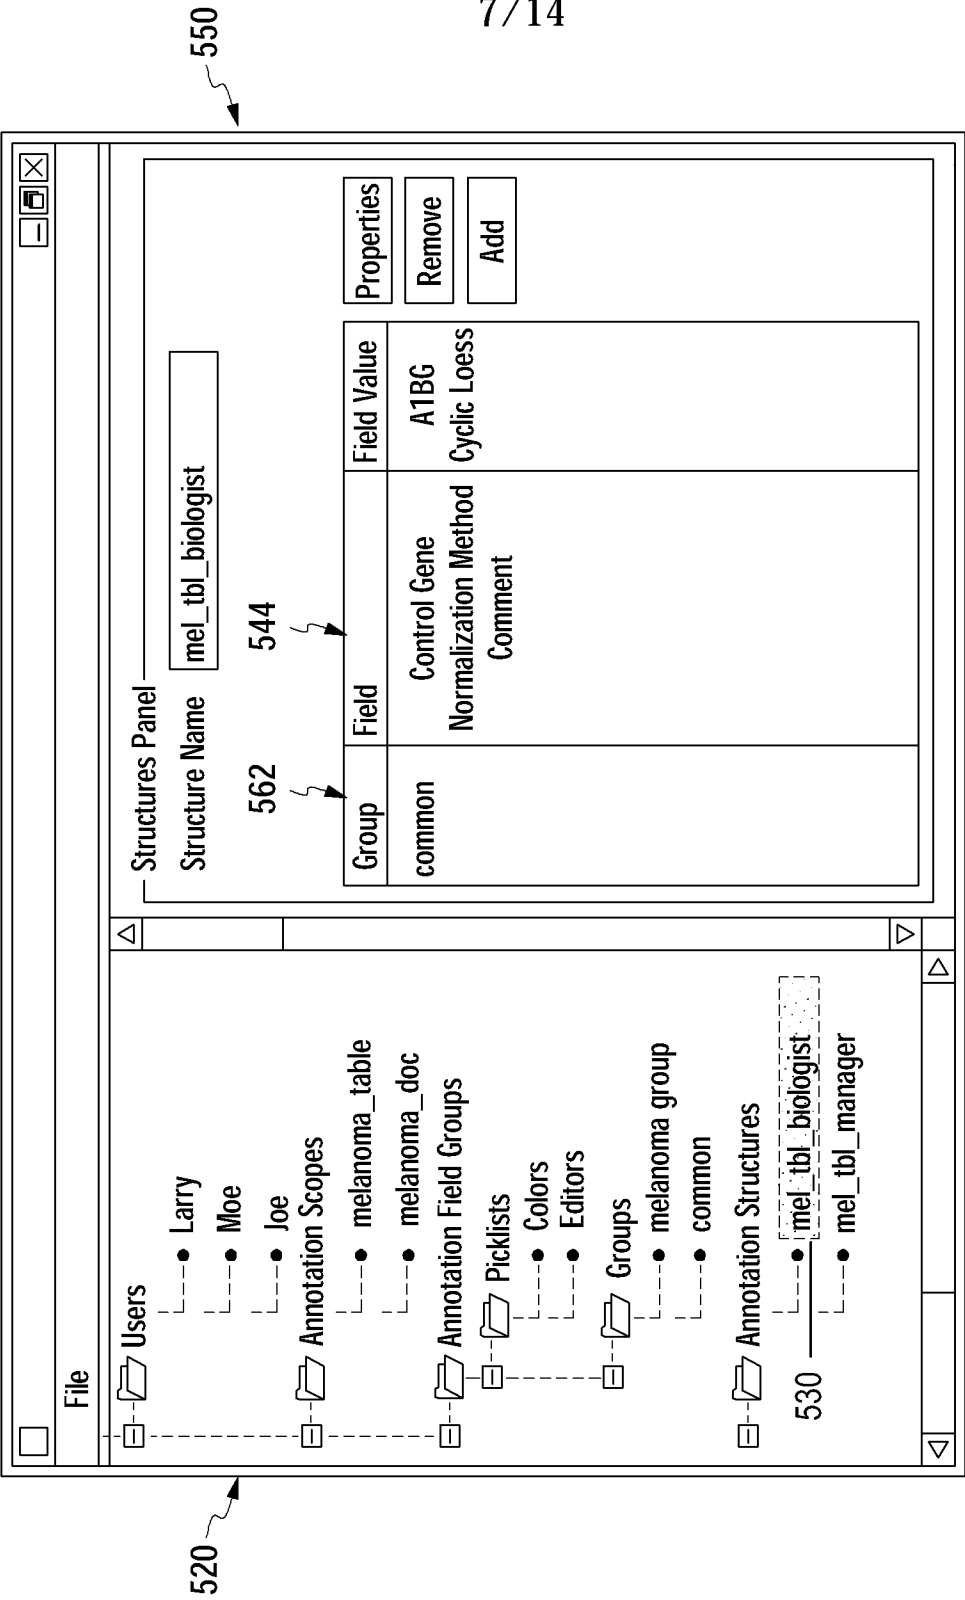 7/14
520
550
File
Users
Larry
Moe
Joe
Annotation Scopes
melanoma_table
melanoma_doc
Annotation Field Groups
Picklists
Colors
Editors
Groups
melanoma group
common
Annotation Structures
mel_tbl_biologist
mel_tbl_manager
530
Structures Panel
Structure Name mel_tbl_biologist
562 544
Group Field Field Value
common Control Gene A1BG
Normalization Method Cyclic Loess
Comment
Properties
Remove
Add